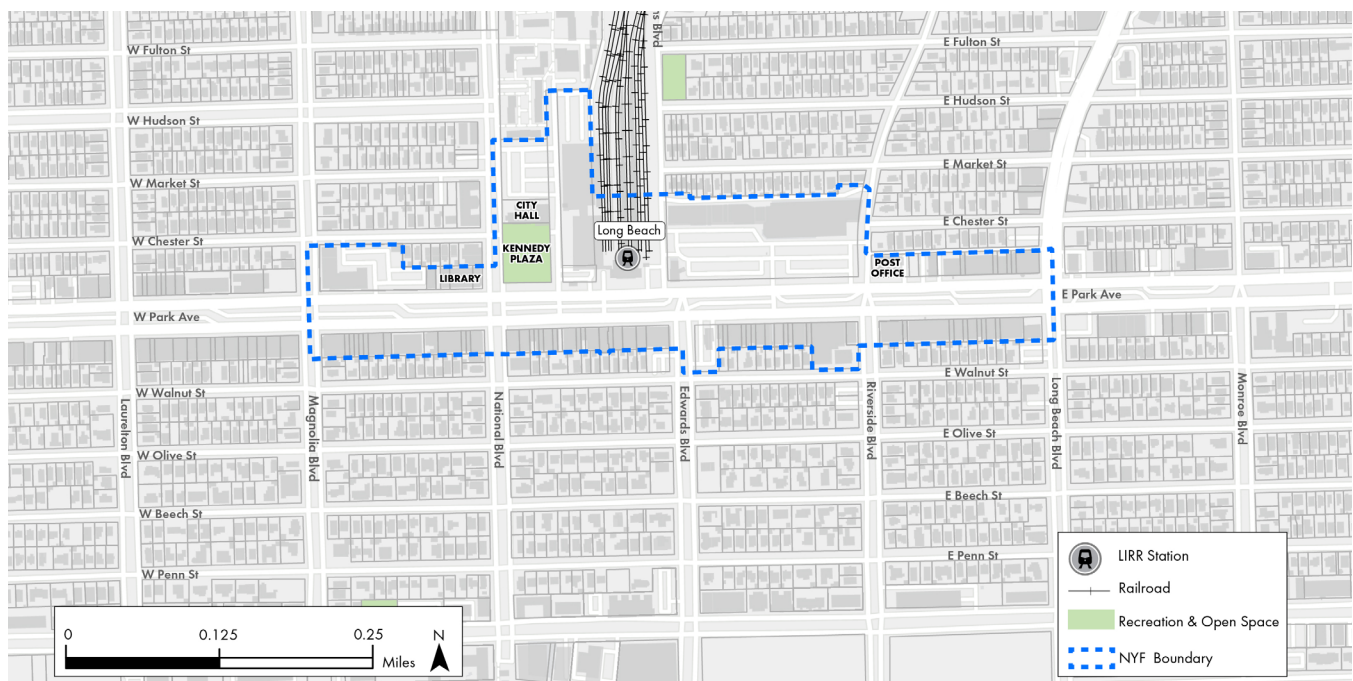 W Fulton St
ns Blvd
E Fulton St
W Hudson St
E Hudson St
W Market St
E Market St
CITY
HALL
W Chester St
Long Beach
E Chester St
KENNEDY
PLAZA
LIBRARY
POST
OFFICE
W Park Ave
E Park Ave
W Walnut St
E Walnut St
Laurelton Blvd
Magnolia Blvd
National Blvd
Edwards Blvd
Riverside Blvd
Long Beach Blvd
Monroe Blvd
W Olive St
E Olive St
W Beech St
E Beech St
W Penn St
E Penn St
0 0.125 0.25
Miles
N
LIRR Station
Railroad
Recreation & Open Space
NYF Boundary